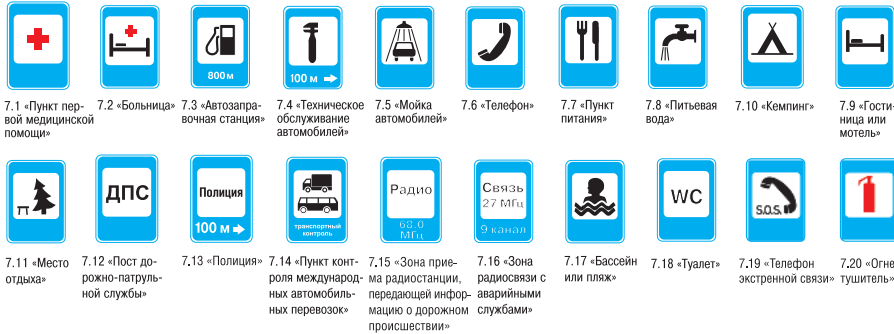 800 м
100 м
7.1 «Пункт пер-
вой медицинской
помощи»
7.2 «Больница»
7.3 «Автозапра-
вочная станция»
7.4 «Техническое
обслуживание
автомобилей»
7.5 «Мойка
автомобилей»
7.6 «Телефон»
7.7 «Пункт
питания»
7.8 «Питьевая
вода»
7.10 «Кемпинг»
7.9 «Гости-
ница или
мотель»
ДПС
Полиция
100 м
транспортный
контроль
Радио
68.0
МГц
Связь
27 МГц
9 канал
WC
S.O.S.
7.11 «Место
отдыха»
7.12 «Пост до-
рожно-патруль-
ной службы»
7.13 «Полиция»
7.14 «Пункт конт-
роля международ-
ных автомобиль-
ных перевозок»
7.15 «Зона прие-
ма радиостанции,
передающей инфор-
мацию о дорожном
происшествии»
7.16 «Зона
радиосвязи с
аварийными
службами»
7.17 «Бассейн
или пляж»
7.18 «Туалет»
7.19 «Телефон
экстренной связи»
7.20 «Огне
тушитель»